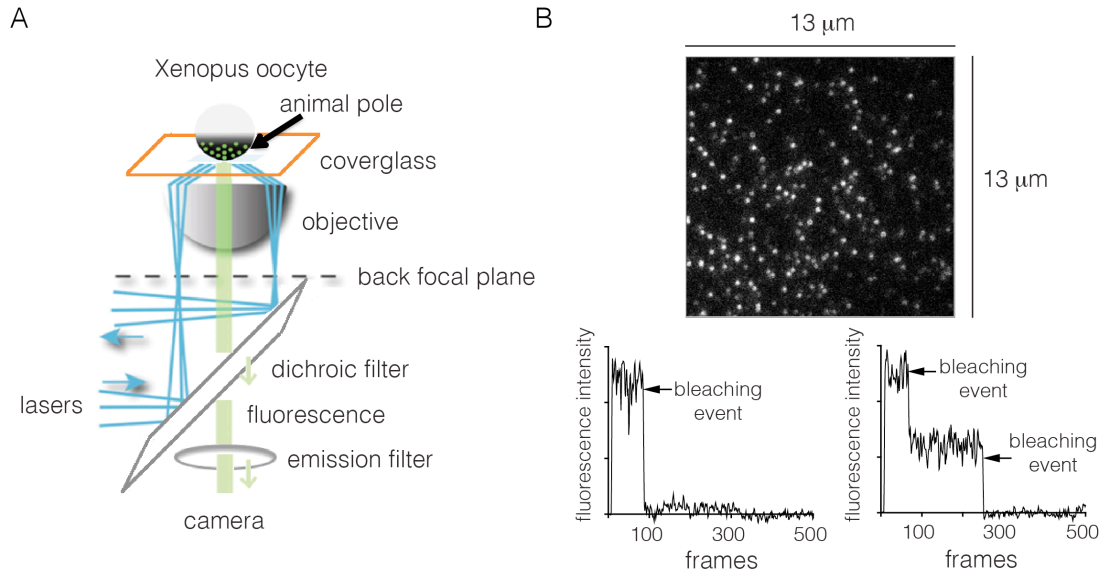 A
Xenopus oocyte
animal pole
coverglass
objective
back focal plane
dichroic filter
lasers
fluorescence
emission filter
camera
B
13 μm
13 μm
fluorescence intensity
bleaching
event
100
300
500
frames
fluorescence intensity
bleaching
event
bleaching
event
100
300
500
frames